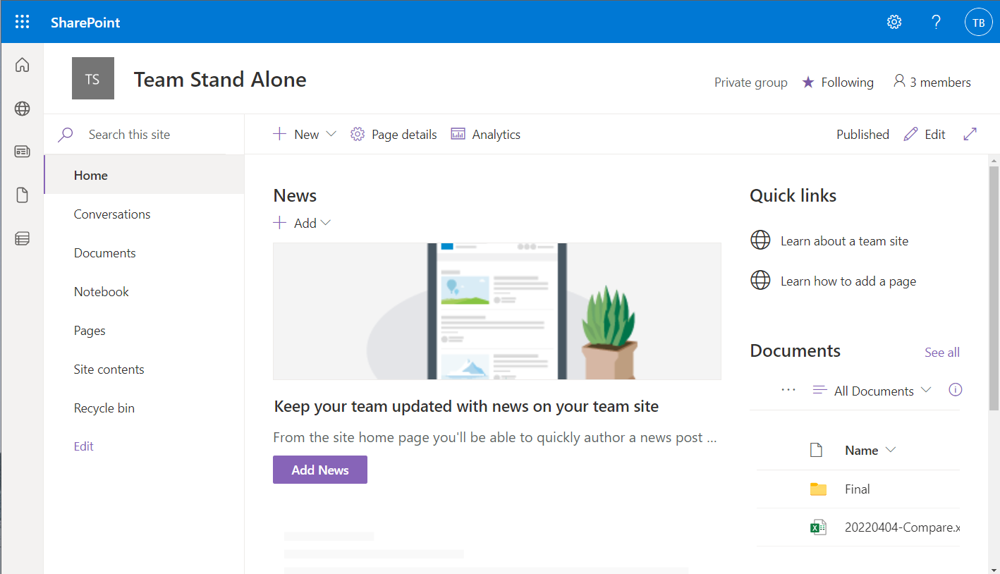 SharePoint
TB
TS
Team Stand Alone
Private group
Following
3 members
Search this site
New
Page details
Analytics
Published
Edit
Home
Conversations
Documents
Notebook
Pages
Site contents
Recycle bin
Edit
News
Add
Keep your team updated with news on your team site
From the site home page you'll be able to quickly author a news post ...
Add News
Quick links
Learn about a team site
Learn how to add a page
Documents
See all
All Documents
Name
Final
20220404-Compare.x